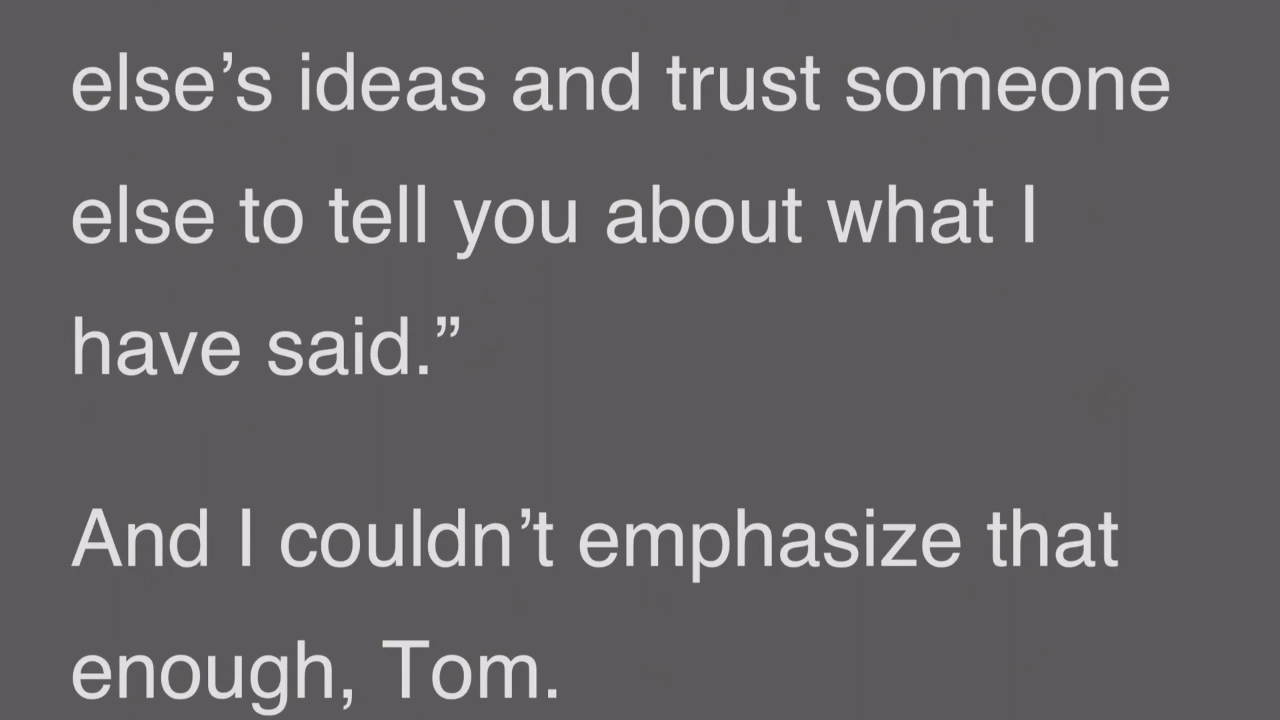 else’s ideas and trust someone
else to tell you about what I
have said.”
And I couldn’t emphasize that
enough, Tom.